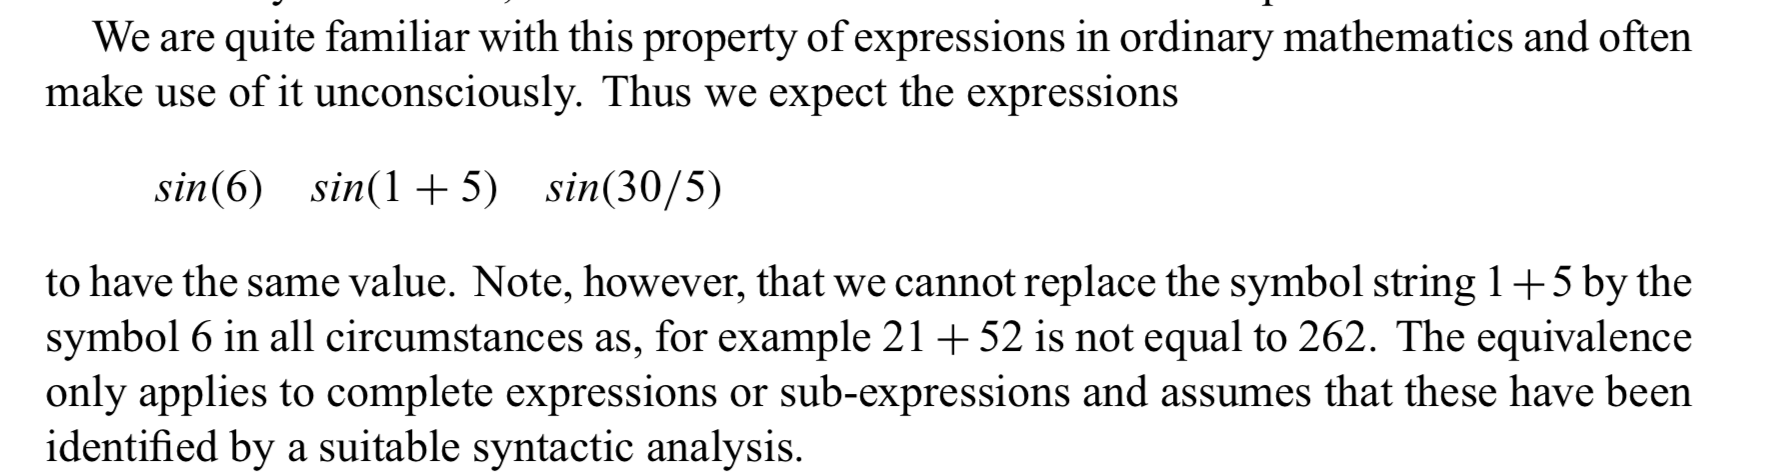 We are quite familiar with this property of expressions in ordinary mathematics and often
make use of it unconsciously. Thus we expect the expressions
sin(6) sin(1 + 5) sin(30/5)
to have the same value. Note, however, that we cannot replace the symbol string 1+5 by the
symbol 6 in all circumstances as, for example 21 + 52 is not equal to 262. The equivalence
only applies to complete expressions or sub-expressions and assumes that these have been
identified by a suitable syntactic analysis.